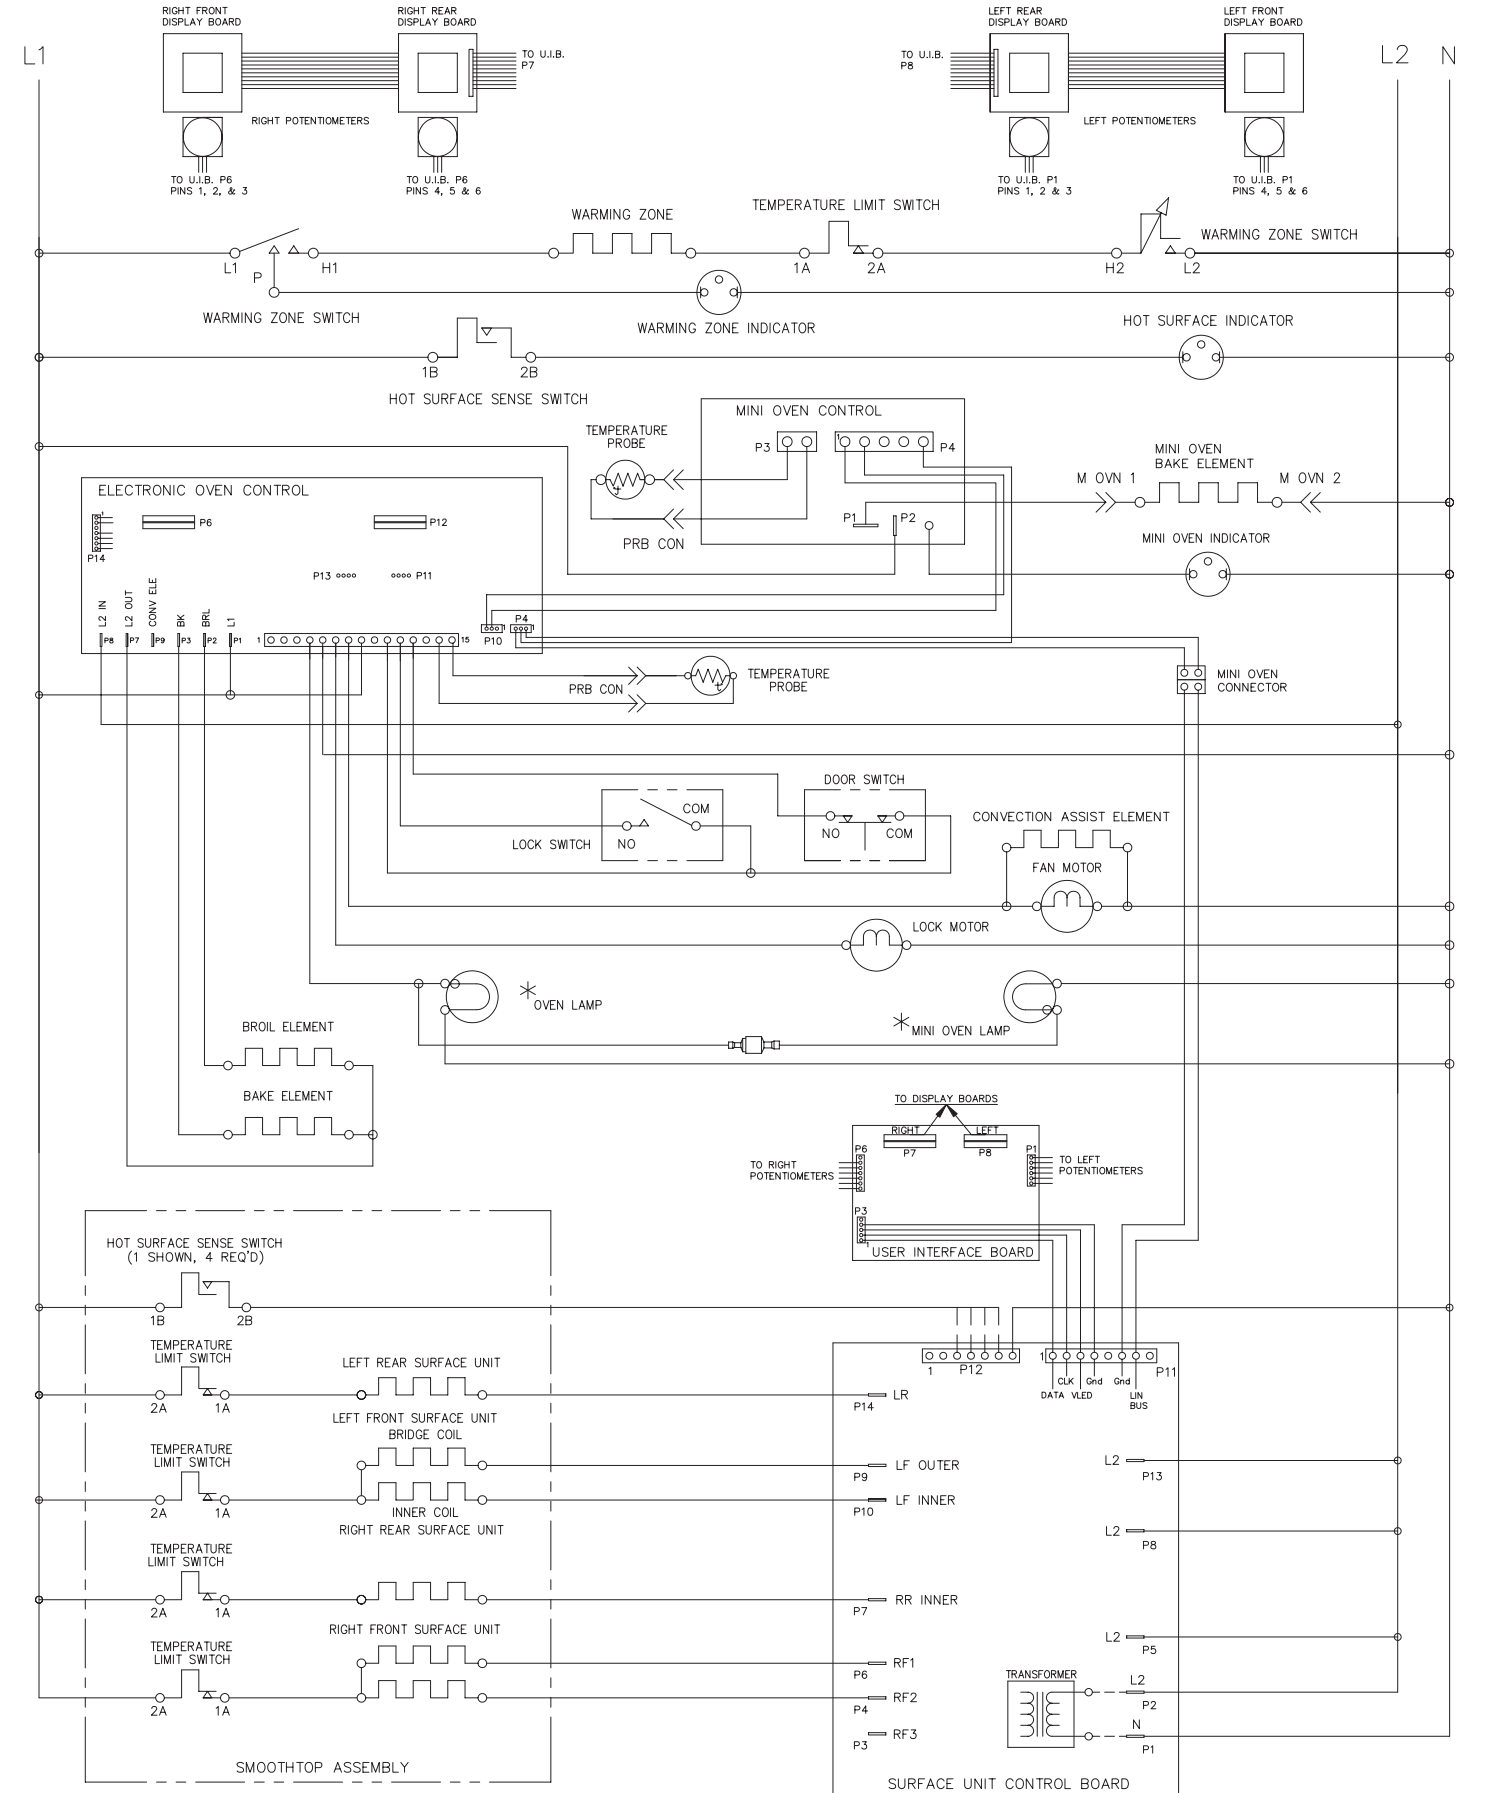 RIGHT FRONT
DISPLAY BOARD
RIGHT REAR
DISPLAY BOARD
LEFT REAR
DISPLAY BOARD
LEFT FRONT
DISPLAY BOARD
L1
TO U.I.B.
P7
TO U.I.B.
P8
L2
N
RIGHT POTENTIOMETERS
LEFT POTENTIOMETERS
TO U.I.B. P6
PINS 1, 2, & 3
TO U.I.B. P6
PINS 4, 5 & 6
TO U.I.B. P1
PINS 1, 2 & 3
TO U.I.B. P1
PINS 4, 5 & 6
WARMING ZONE
TEMPERATURE LIMIT SWITCH
WARMING ZONE SWITCH
L1
P
H1
1A
2A
H2
L2
WARMING ZONE SWITCH
WARMING ZONE INDICATOR
HOT SURFACE INDICATOR
1B
2B
HOT SURFACE SENSE SWITCH
MINI OVEN CONTROL
TEMPERATURE
PROBE
P3
1
P4
MINI OVEN
BAKE ELEMENT
M OVN 1
M OVN 2
PRB CON
P1
P2
MINI OVEN INDICATOR
ELECTRONIC OVEN CONTROL
1
P14
P6
P12
P13
P11
L2 IN
L2 OUT
CONV ELE
BK
BRL
L1
P8
P7
P9
P3
P2
P1
1
15
P10
1
P4
1
PRB CON
TEMPERATURE
PROBE
MINI OVEN
CONNECTOR
DOOR SWITCH
COM
NO
LOCK SWITCH
NO
COM
CONVECTION ASSIST ELEMENT
FAN MOTOR
LOCK MOTOR
OVEN LAMP
MINI OVEN LAMP
BROIL ELEMENT
BAKE ELEMENT
TO DISPLAY BOARDS
RIGHT
P7
LEFT
P8
P6
P1
TO RIGHT
POTENTIOMETERS
TO LEFT
POTENTIOMETERS
P3
1
USER INTERFACE BOARD
HOT SURFACE SENSE SWITCH
(1 SHOWN, 4 REQ'D)
1B
2B
TEMPERATURE
LIMIT SWITCH
2A
1A
LEFT REAR SURFACE UNIT
1
P12
1
P11
DATA
CLK
VLED
Gnd
Gnd
LIN
BUS
P14
LR
LEFT FRONT SURFACE UNIT
BRIDGE COIL
TEMPERATURE
LIMIT SWITCH
2A
1A
INNER COIL
P9
LF OUTER
P10
LF INNER
L2
P13
RIGHT REAR SURFACE UNIT
L2
P8
TEMPERATURE
LIMIT SWITCH
2A
1A
P7
RR INNER
RIGHT FRONT SURFACE UNIT
TEMPERATURE
LIMIT SWITCH
2A
1A
L2
P5
P6
RF1
P4
RF2
P3
RF3
TRANSFORMER
L2
P2
N
P1
SMOOTHTOP ASSEMBLY
SURFACE UNIT CONTROL BOARD